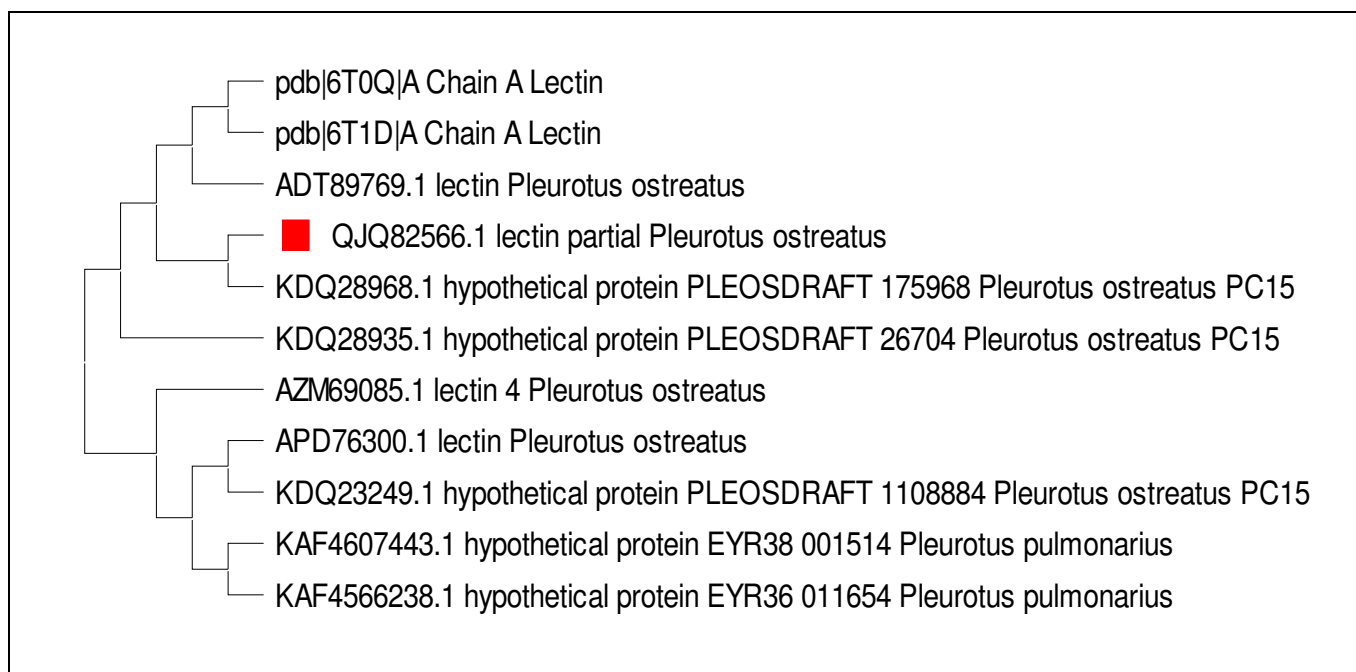 pdb|6T0Q|A Chain A Lectin
pdb|6T1D|A Chain A Lectin
ADT89769.1 lectin Pleurotus ostreatus
QJQ82566.1 lectin partial Pleurotus ostreatus
KDQ28968.1 hypothetical protein PLEOSDRAFT 175968 Pleurotus ostreatus PC15
KDQ28935.1 hypothetical protein PLEOSDRAFT 26704 Pleurotus ostreatus PC15
AZM69085.1 lectin 4 Pleurotus ostreatus
APD76300.1 lectin Pleurotus ostreatus
KDQ23249.1 hypothetical protein PLEOSDRAFT 1108884 Pleurotus ostreatus PC15
KAF4607443.1 hypothetical protein EYR38 001514 Pleurotus pulmonarius
KAF4566238.1 hypothetical protein EYR36 011654 Pleurotus pulmonarius